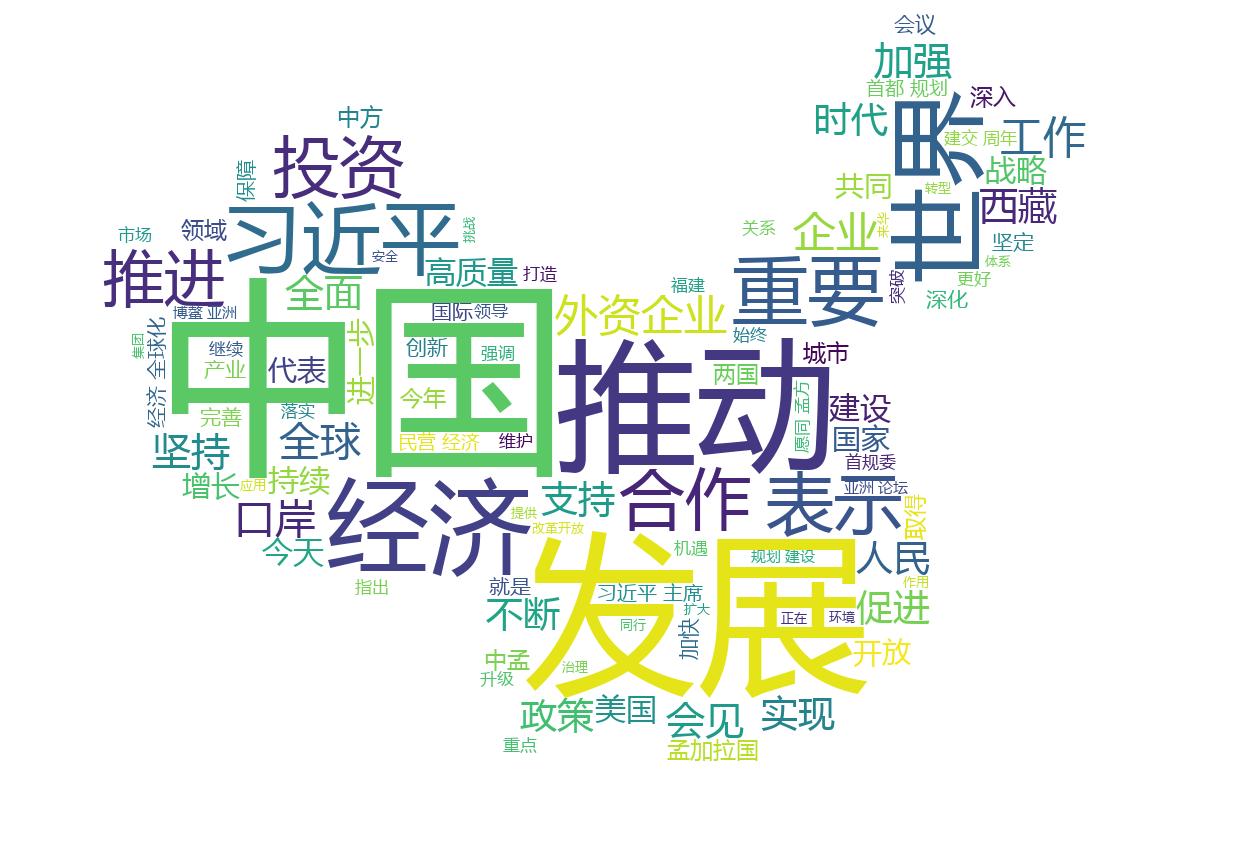 会议
加强
首都 规划
深入
时代
世界
建交 周年
工作
中方
投资
战略
保障
共同
转型
西藏
习近平
挑战
领域
市场
关系
企业
来华
坚定
安全
体系
推进
高质量
打造
重要
突破
更好
全面
福建
深化
博鳌 亚洲
国际
领导
外资企业
经济 全球化
集团
中国
继续
创新
强调
始终
推动
城市
产业
代表
进一步
两国
今年
愿同 孟方
建设
完善
落实
坚持
全球
民营 经济
维护
国家
首规委
增长
应用
持续
支持
合作
表示
亚洲 论坛
口岸
经济
提供
取得
改革开放
今天
机遇
规划 建设
人民
指出
就是
发展
习近平 主席
作用
不断
扩大
正在
环境
促进
同行
加快
中孟
治理
开放
升级
政策
美国
会见
实现
重点
孟加拉国